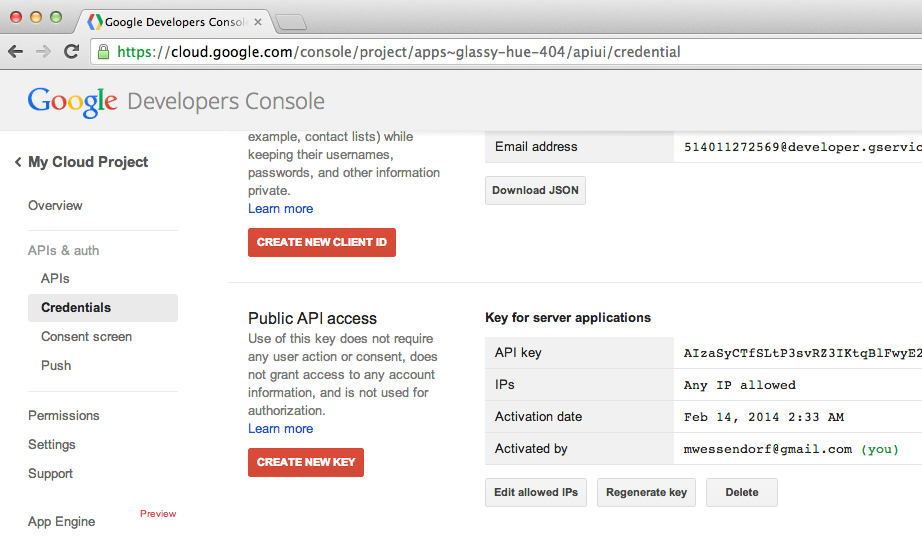 Google Developers Consol
https://cloud.google.com/console/project/apps~glassy-hue-404/apiui/credential
Google Developers Console
My Cloud Project
Overview
APIs & auth
APIs
Credentials
Consent screen
Push
Permissions
Settings
Support
App Engine
Preview
example, contact lists) while
keeping their usernames,
passwords, and other information
private.
Learn more
CREATE NEW CLIENT ID
Email address
514011272569@developer.gservic
Download JSON
Public API access
Use of this key does not require
any user action or consent, does
not grant access to any account
information, and is not used for
authorization.
Learn more
CREATE NEW KEY
Key for server applications
API key
AIzaSyCTfSLtP3svRZ3IKtqBlFwyE2
IPs
Any IP allowed
Activation date
Feb 14, 2014 2:33 AM
Activated by
mwessendorf@gmail.com (you)
Edit allowed IPs
Regenerate key
Delete